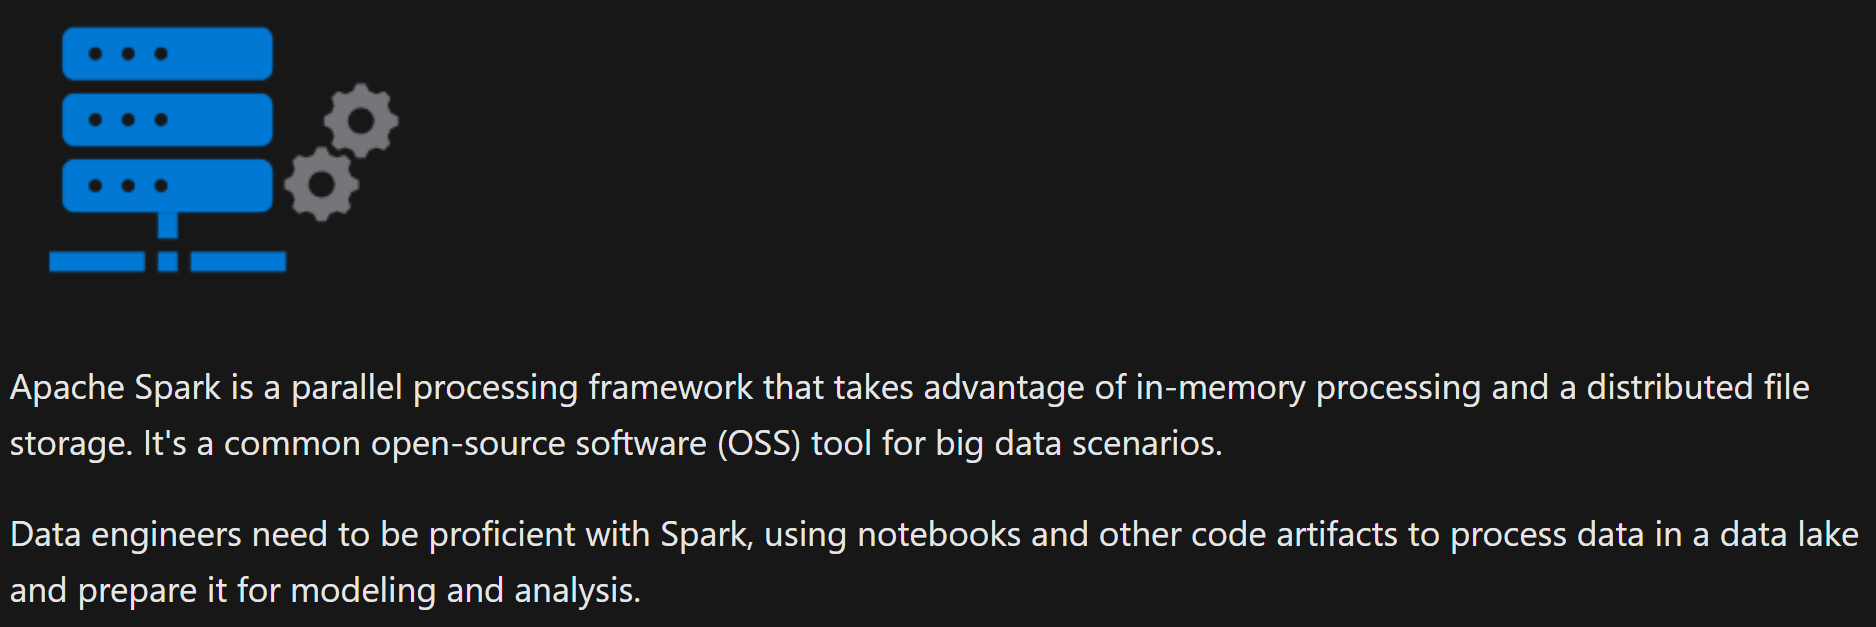 Apache Spark is a parallel processing framework that takes advantage of in-memory processing and a distributed file
storage. It's a common open-source software (OSS) tool for big data scenarios.
Data engineers need to be proficient with Spark, using notebooks and other code artifacts to process data in a data lake
and prepare it for modeling and analysis.